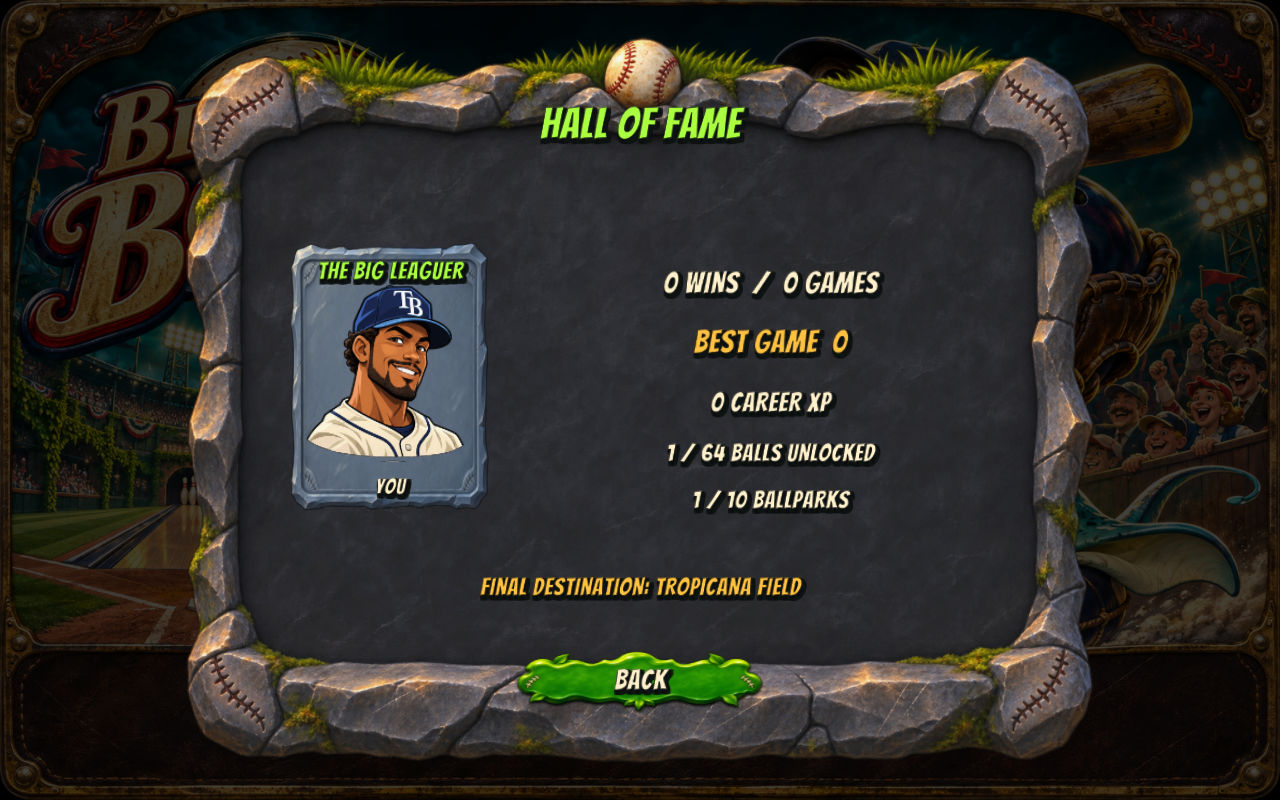 HALL OF FAME
THE BIG LEAGUER
TB
YOU
0 WINS / 0 GAMES
BEST GAME 0
0 CAREER XP
1 / 64 BALLS UNLOCKED
1 / 10 BALLPARKS
FINAL DESTINATION: TROPICANA FIELD
BACK